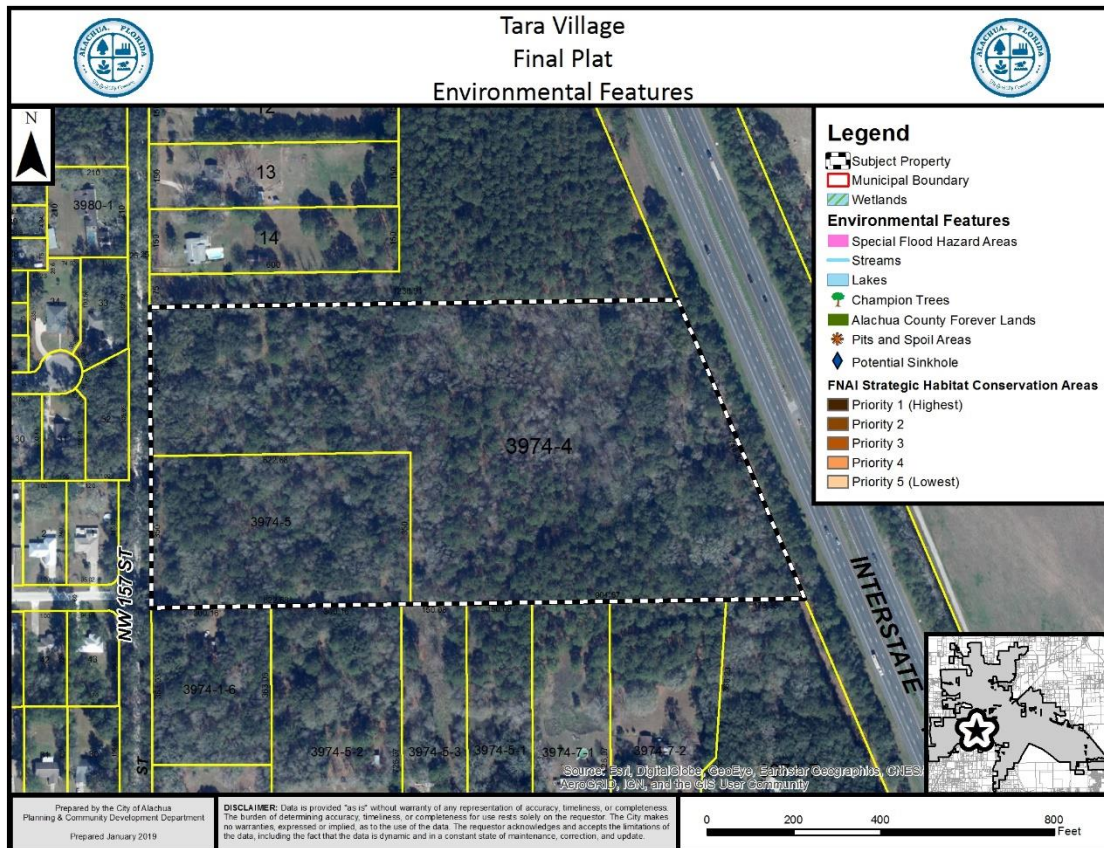 Tara Village
Final Plat
Environmental Features
ALACHUA, FLORIDA
ALACHUA, FLORIDA
N
Legend
Subject Property
Municipal Boundary
Wetlands
Environmental Features
Special Flood Hazard Areas
Streams
Lakes
Champion Trees
Alachua County Forever Lands
Pits and Spoil Areas
Potential Sinkhole
FNAI Strategic Habitat Conservation Areas
Priority 1 (Highest)
Priority 2
Priority 3
Priority 4
Priority 5 (Lowest)
12
13
14
210
3980-1
3974-4
3974-5
NW 157 ST
ST
INTERSTATE
3974-1-6
3974-5-2
3974-5-3
3974-5-1
3974-7-1
3974-7-2
Source: Esri, DigitalGlobe, GeoEye, Earthstar Geographics, CNES/
AeroGRID, IGN, and the GIS User Community
Prepared by the City of Alachua
Planning & Community Development Department
Prepared January 2019
DISCLAIMER: Data is provided "as is" without warranty of any representation of accuracy, timeliness, or completeness.
The burden of determining accuracy, timeliness, or completeness for use rests solely on the requestor. The City makes
no warranties, expressed or implied, as to the use of the data. The requestor acknowledges and accepts the limitations of
the data, including the fact that the data is dynamic and in a constant state of maintenance, correction, and update.
0 200 400 800
Feet